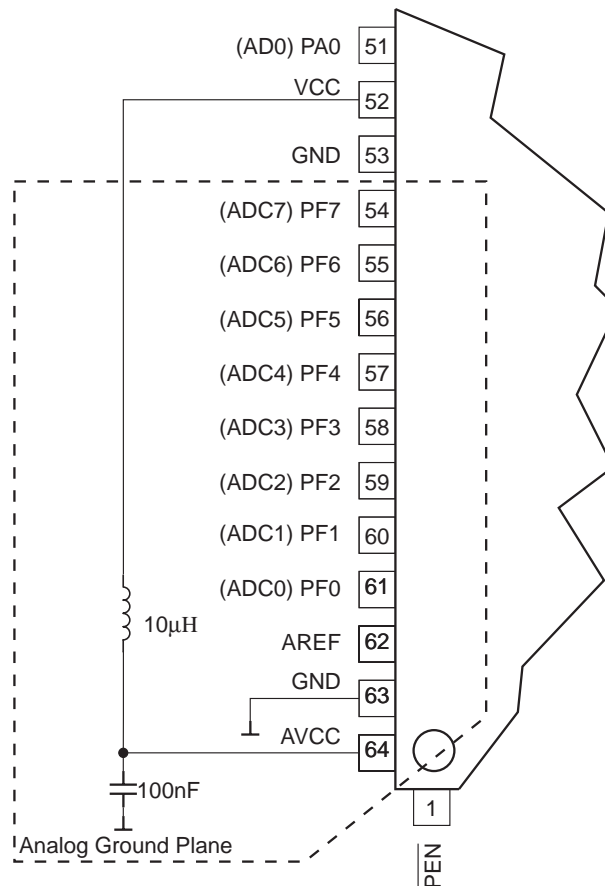 (AD0) PA0 51
VCC 52
GND 53
(ADC7) PF7 54
(ADC6) PF6 55
(ADC5) PF5 56
(ADC4) PF4 57
(ADC3) PF3 58
(ADC2) PF2 59
(ADC1) PF1 60
(ADC0) PF0 61
10μH
AREF 62
GND 63
AVCC 64
100nF
1
Analog Ground Plane
PEN